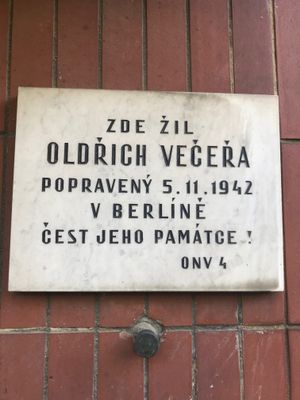 ZDE ŽIL
OLDŘICH VEČEŘA
POPRAVENÝ 5.11.1942
V BERLÍNĚ
ČEST JEHO PAMÁTCE!
ONV 4